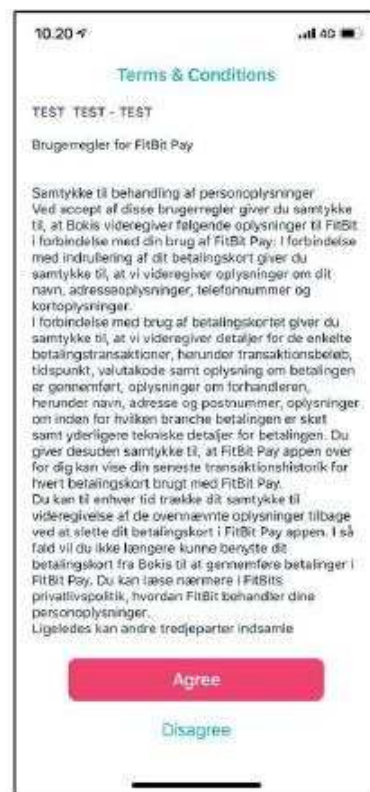 10.20
4G
Terms & Conditions
TEST TEST - TEST
Brugerregler for FitBit Pay
Samtykke til behandling af personoplysninger
Ved accept af disse brugerregler giver du samtykke
til, at Bokis videregiver følgende oplysninger til FitBit
i forbindelse med din brug af FitBit Pay: I forbindelse
med indrullering af dit betalingskort giver du
samtykke til, at vi videregiver oplysninger om dit
navn, adresseoplysninger, telefonnummer og
kortoplysninger.
I forbindelse med brug af betalingskortet giver du
samtykke til, at vi videregiver detaljer for de enkelte
betalingstransaktioner, herunder transaktionsbeløb,
tidspunkt, valutakode samt oplysning om betalingen
er gennemført, oplysninger om forhandleren,
herunder navn, adresse og postnummer, oplysninger
om inden for hvilken branche betalingen er sket
samt yderligere tekniske detaljer for betalingen. Du
giver desuden samtykke til, at FitBit Pay appen over
for dig kan vise din seneste transaktionshistorik for
hvert betalingskort brugt med FitBit Pay.
Du kan til enhver tid trække dit samtykke til
videregivelse af de ovennævnte oplysninger tilbage
ved at slette dit betalingskort i FitBit Pay appen. I så
fald vil du ikke længere kunne benytte dit
betalingskort fra Bokis til at gennemføre betalinger i
FitBit Pay. Du kan læse nærmere i FitBits
privatlivspolitik, hvordan FitBit behandler dine
personoplysninger.
Ligeledes kan andre tredjeparter indsamle
Agree
Disagree